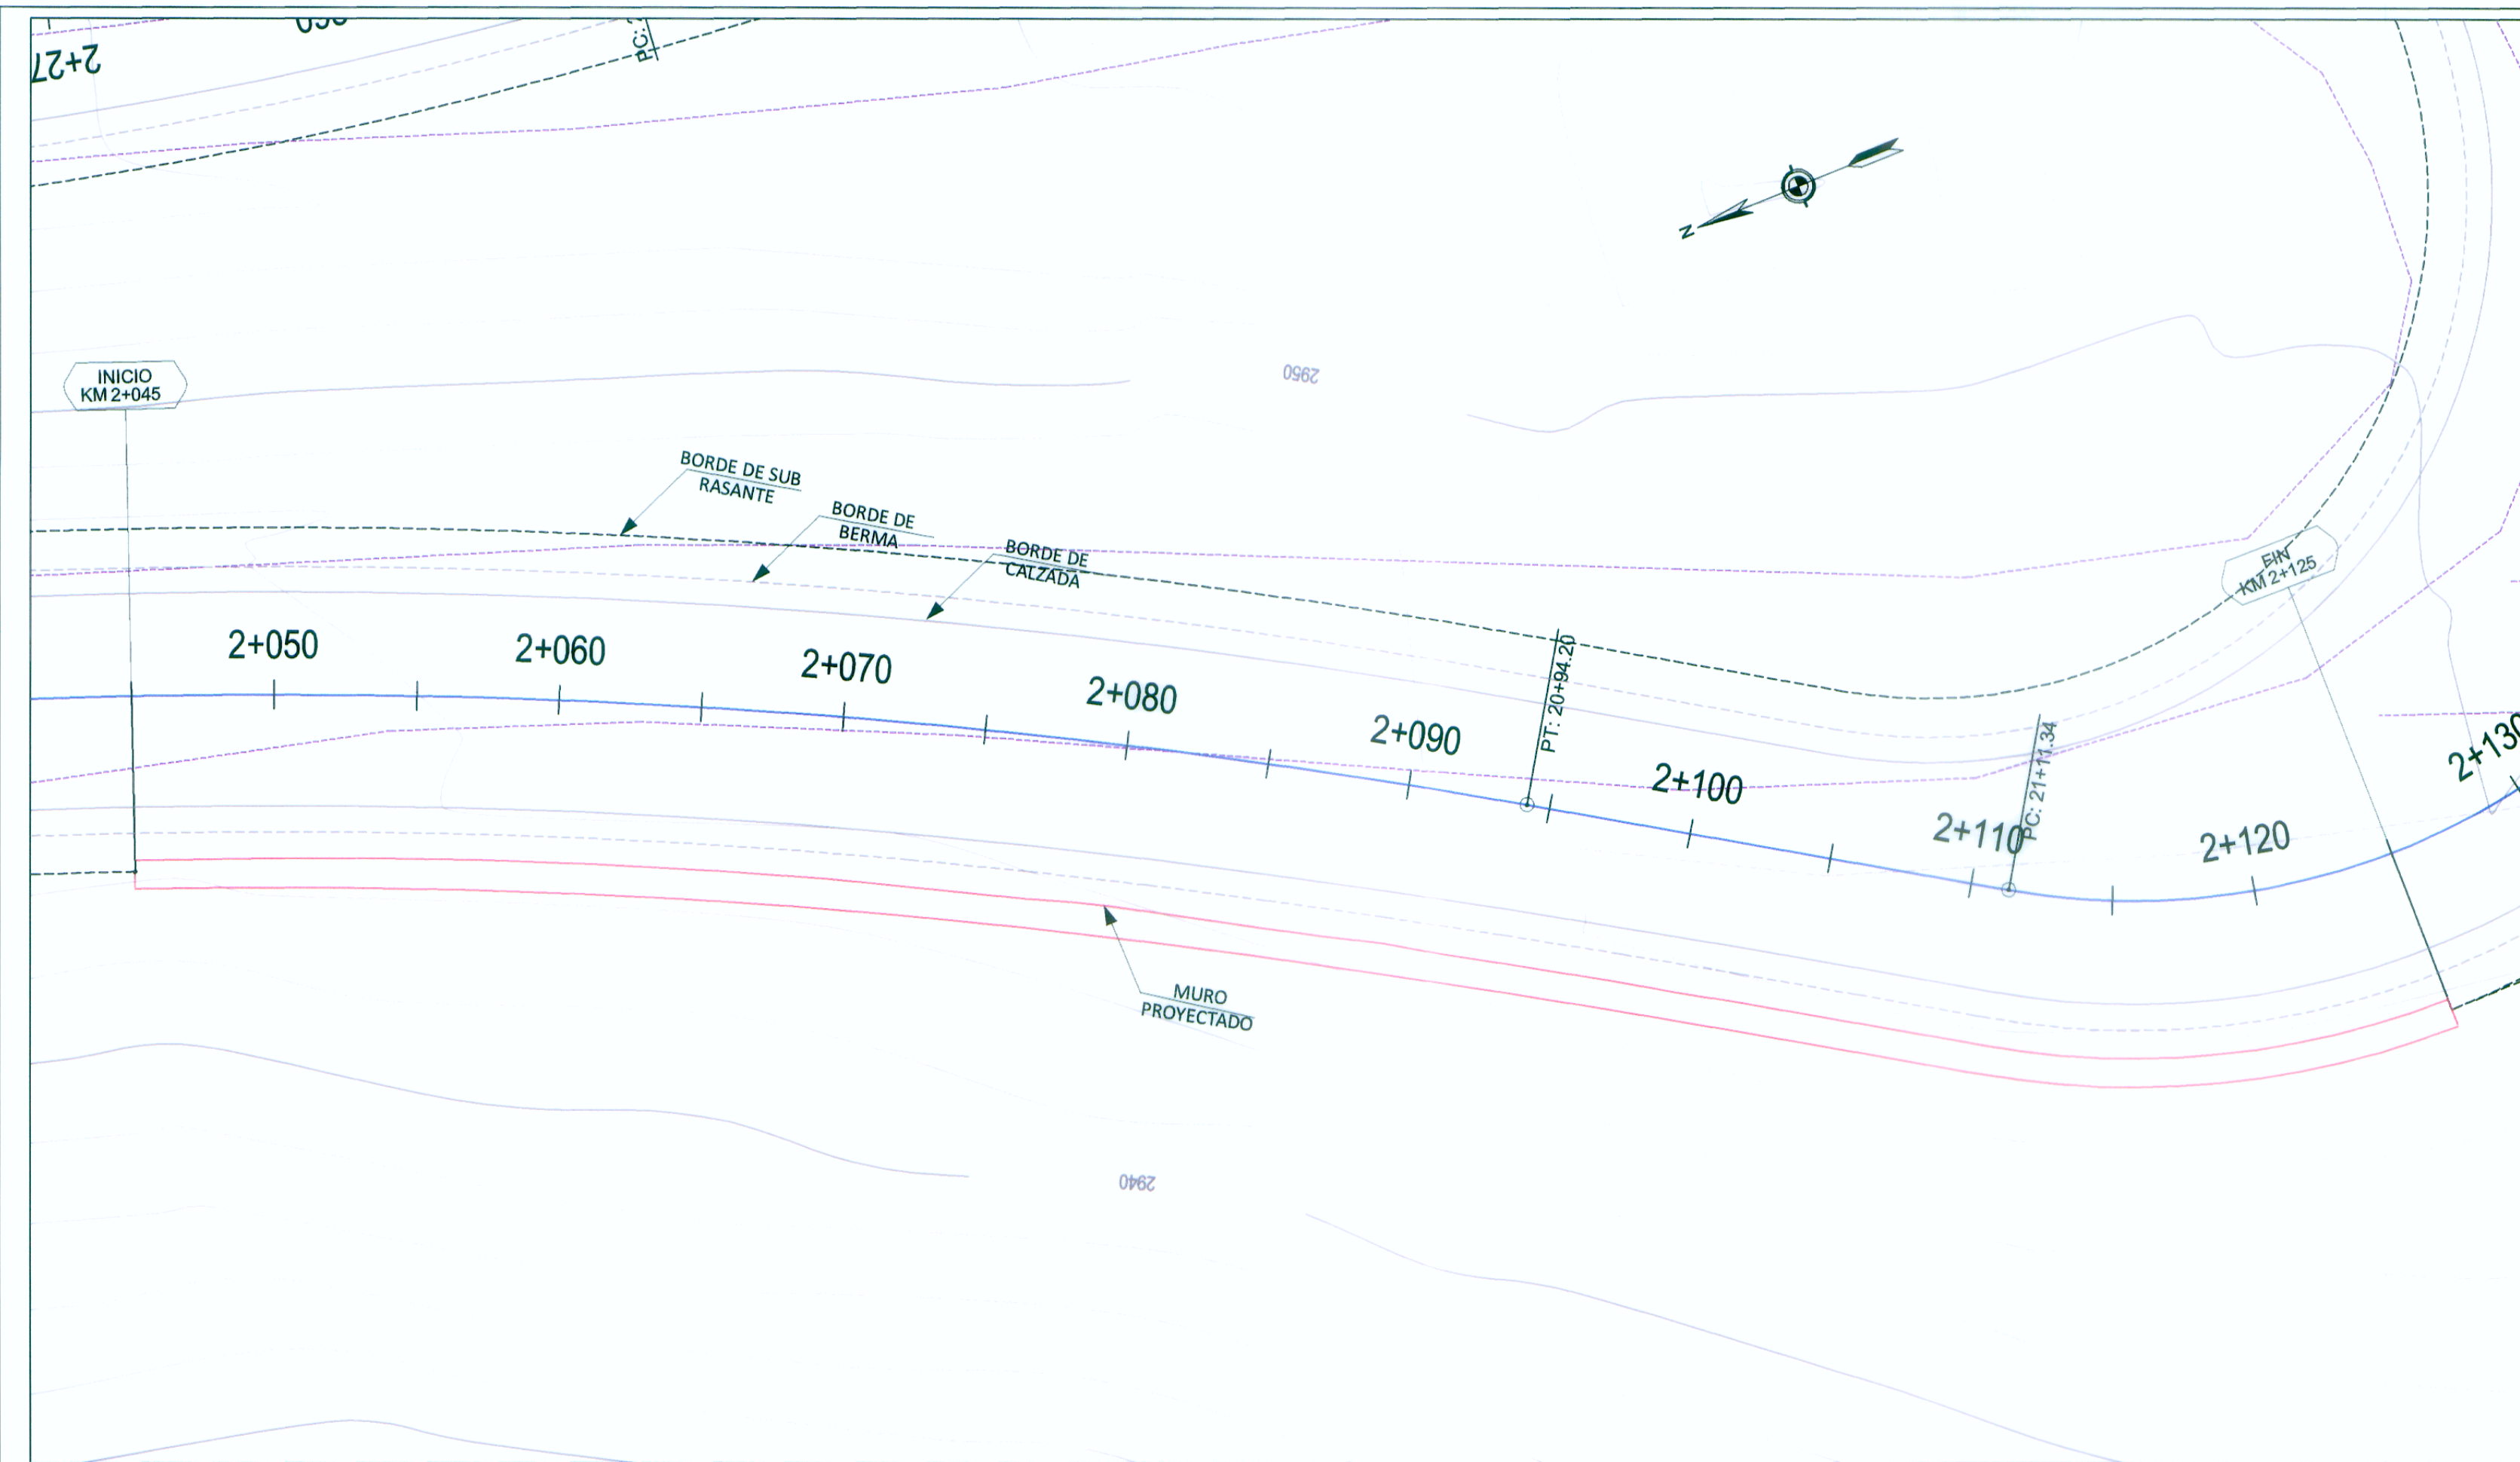 2+27
PC:
N
2950
INICIO
KM 2+045
BORDE DE SUB
RASANTE
BORDE DE
BERMA
BORDE DE
CALZADA
FIN
KM 2+125
2+050
2+060
2+070
2+080
2+090
PT: 20+94.20
2+100
2+110
PC: 21+11.34
2+120
2+130
MURO
PROYECTADO
2940